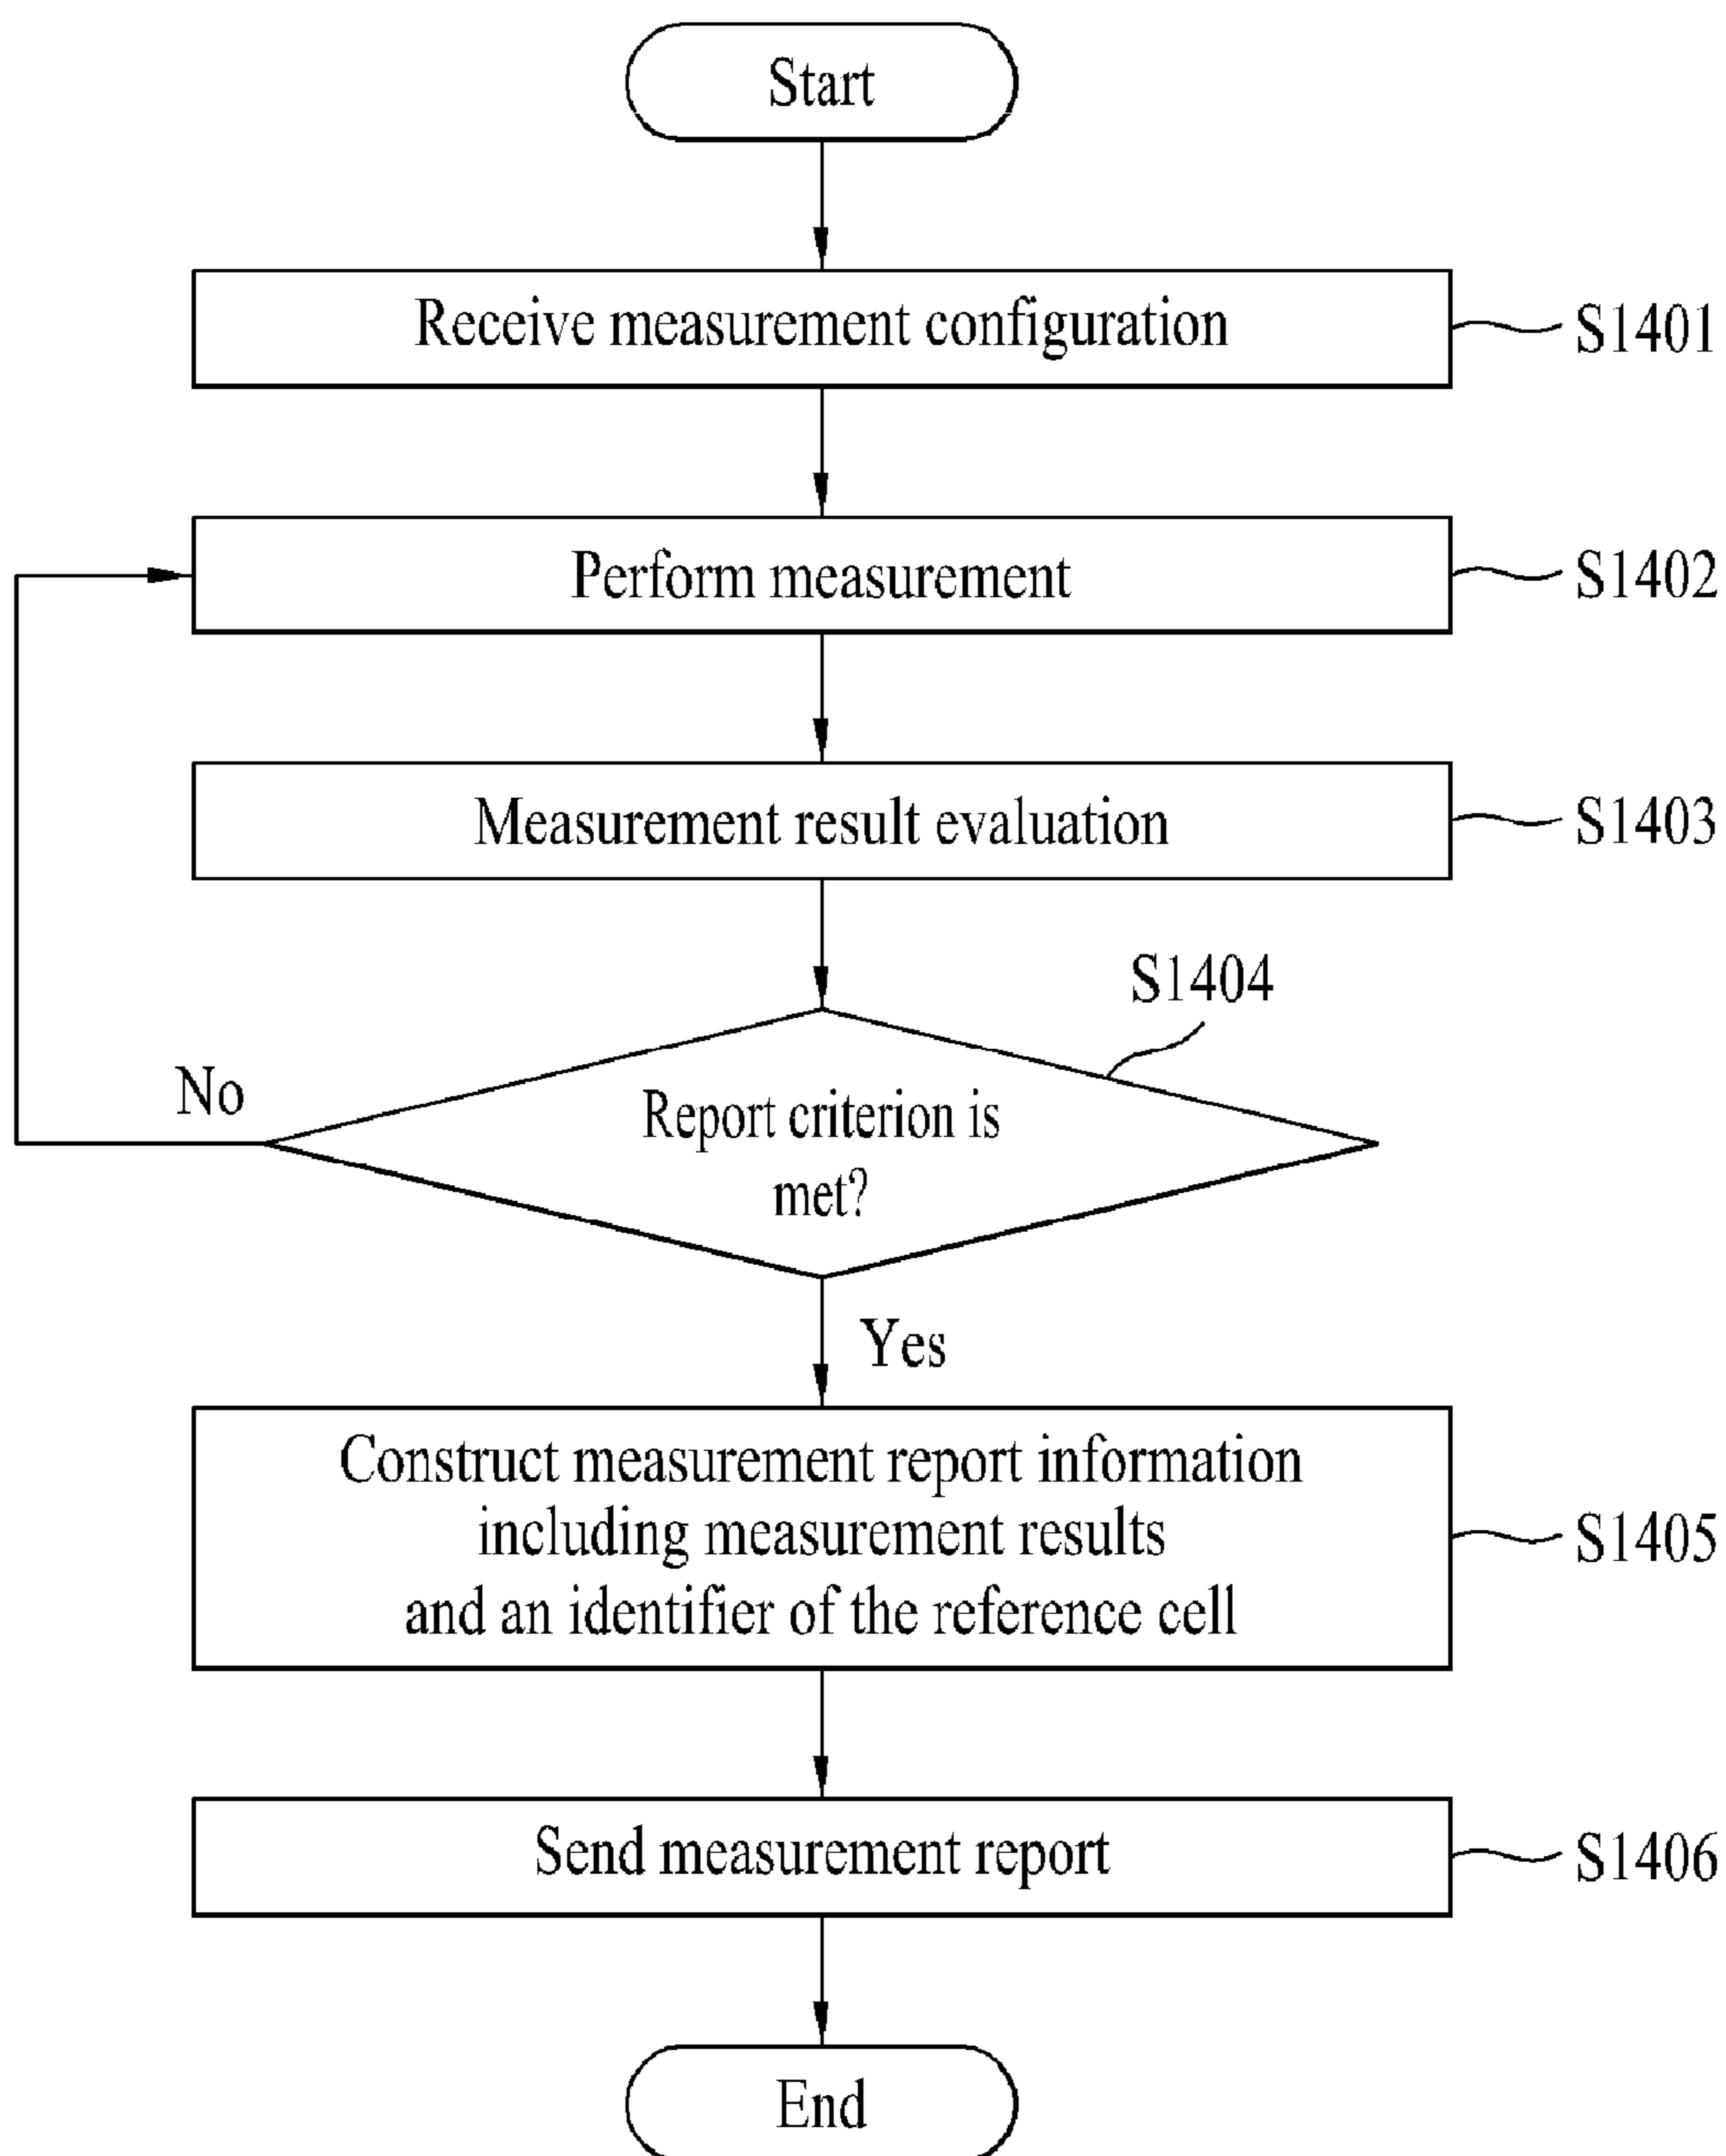 Start
Receive measurement configuration
S1401
Perform measurement
S1402
Measurement result evaluation
S1403
S1404
No
Report criterion is
met?
Yes
Construct measurement report information
including measurement results
and an identifier of the reference cell
S1405
Send measurement report
S1406
End